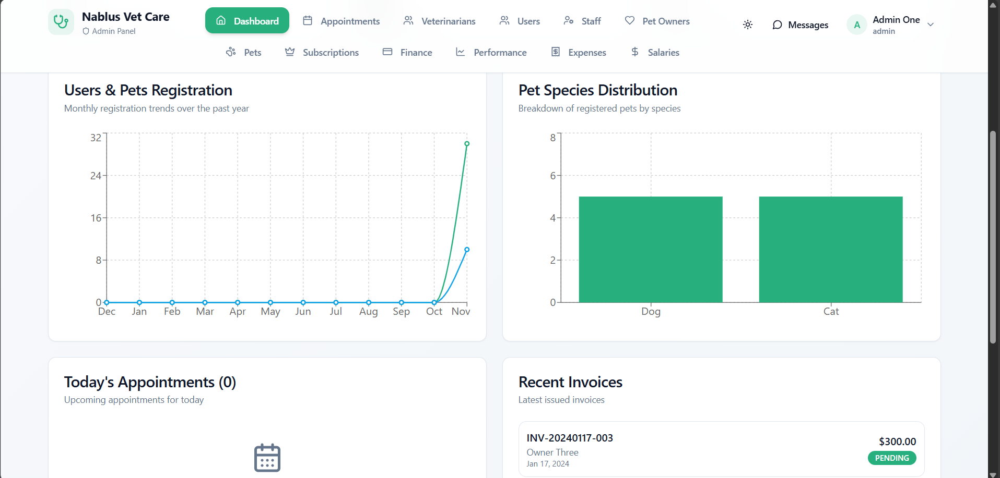 Nablus Vet Care
Admin Panel
Dashboard
Appointments
Veterinarians
Users
Staff
Pet Owners
Pets
Subscriptions
Finance
Performance
Expenses
Salaries
Messages
A
Admin One
admin
Users & Pets Registration
Monthly registration trends over the past year
32
24
16
8
0
Dec Jan Feb Mar Apr May Jun Jul Aug Sep Oct Nov
Pet Species Distribution
Breakdown of registered pets by species
8
6
4
2
0
Dog Cat
Today's Appointments (0)
Upcoming appointments for today
Recent Invoices
Latest issued invoices
INV-20240117-003
Owner Three
Jan 17, 2024
$300.00
PENDING